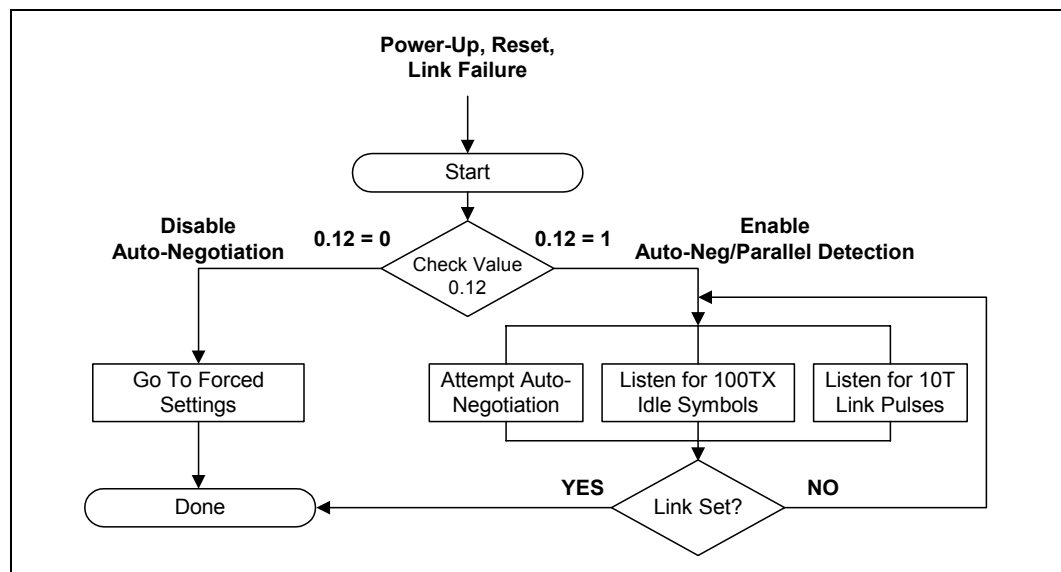 Power-Up, Reset,
Link Failure
Start
Disable
Auto-Negotiation
0.12 = 0
0.12 = 1
Enable
Auto-Neg/Parallel Detection
Check Value
0.12
Go To Forced
Settings
Attempt Auto-
Negotiation
Listen for 100TX
Idle Symbols
Listen for 10T
Link Pulses
Done
YES
Link Set?
NO